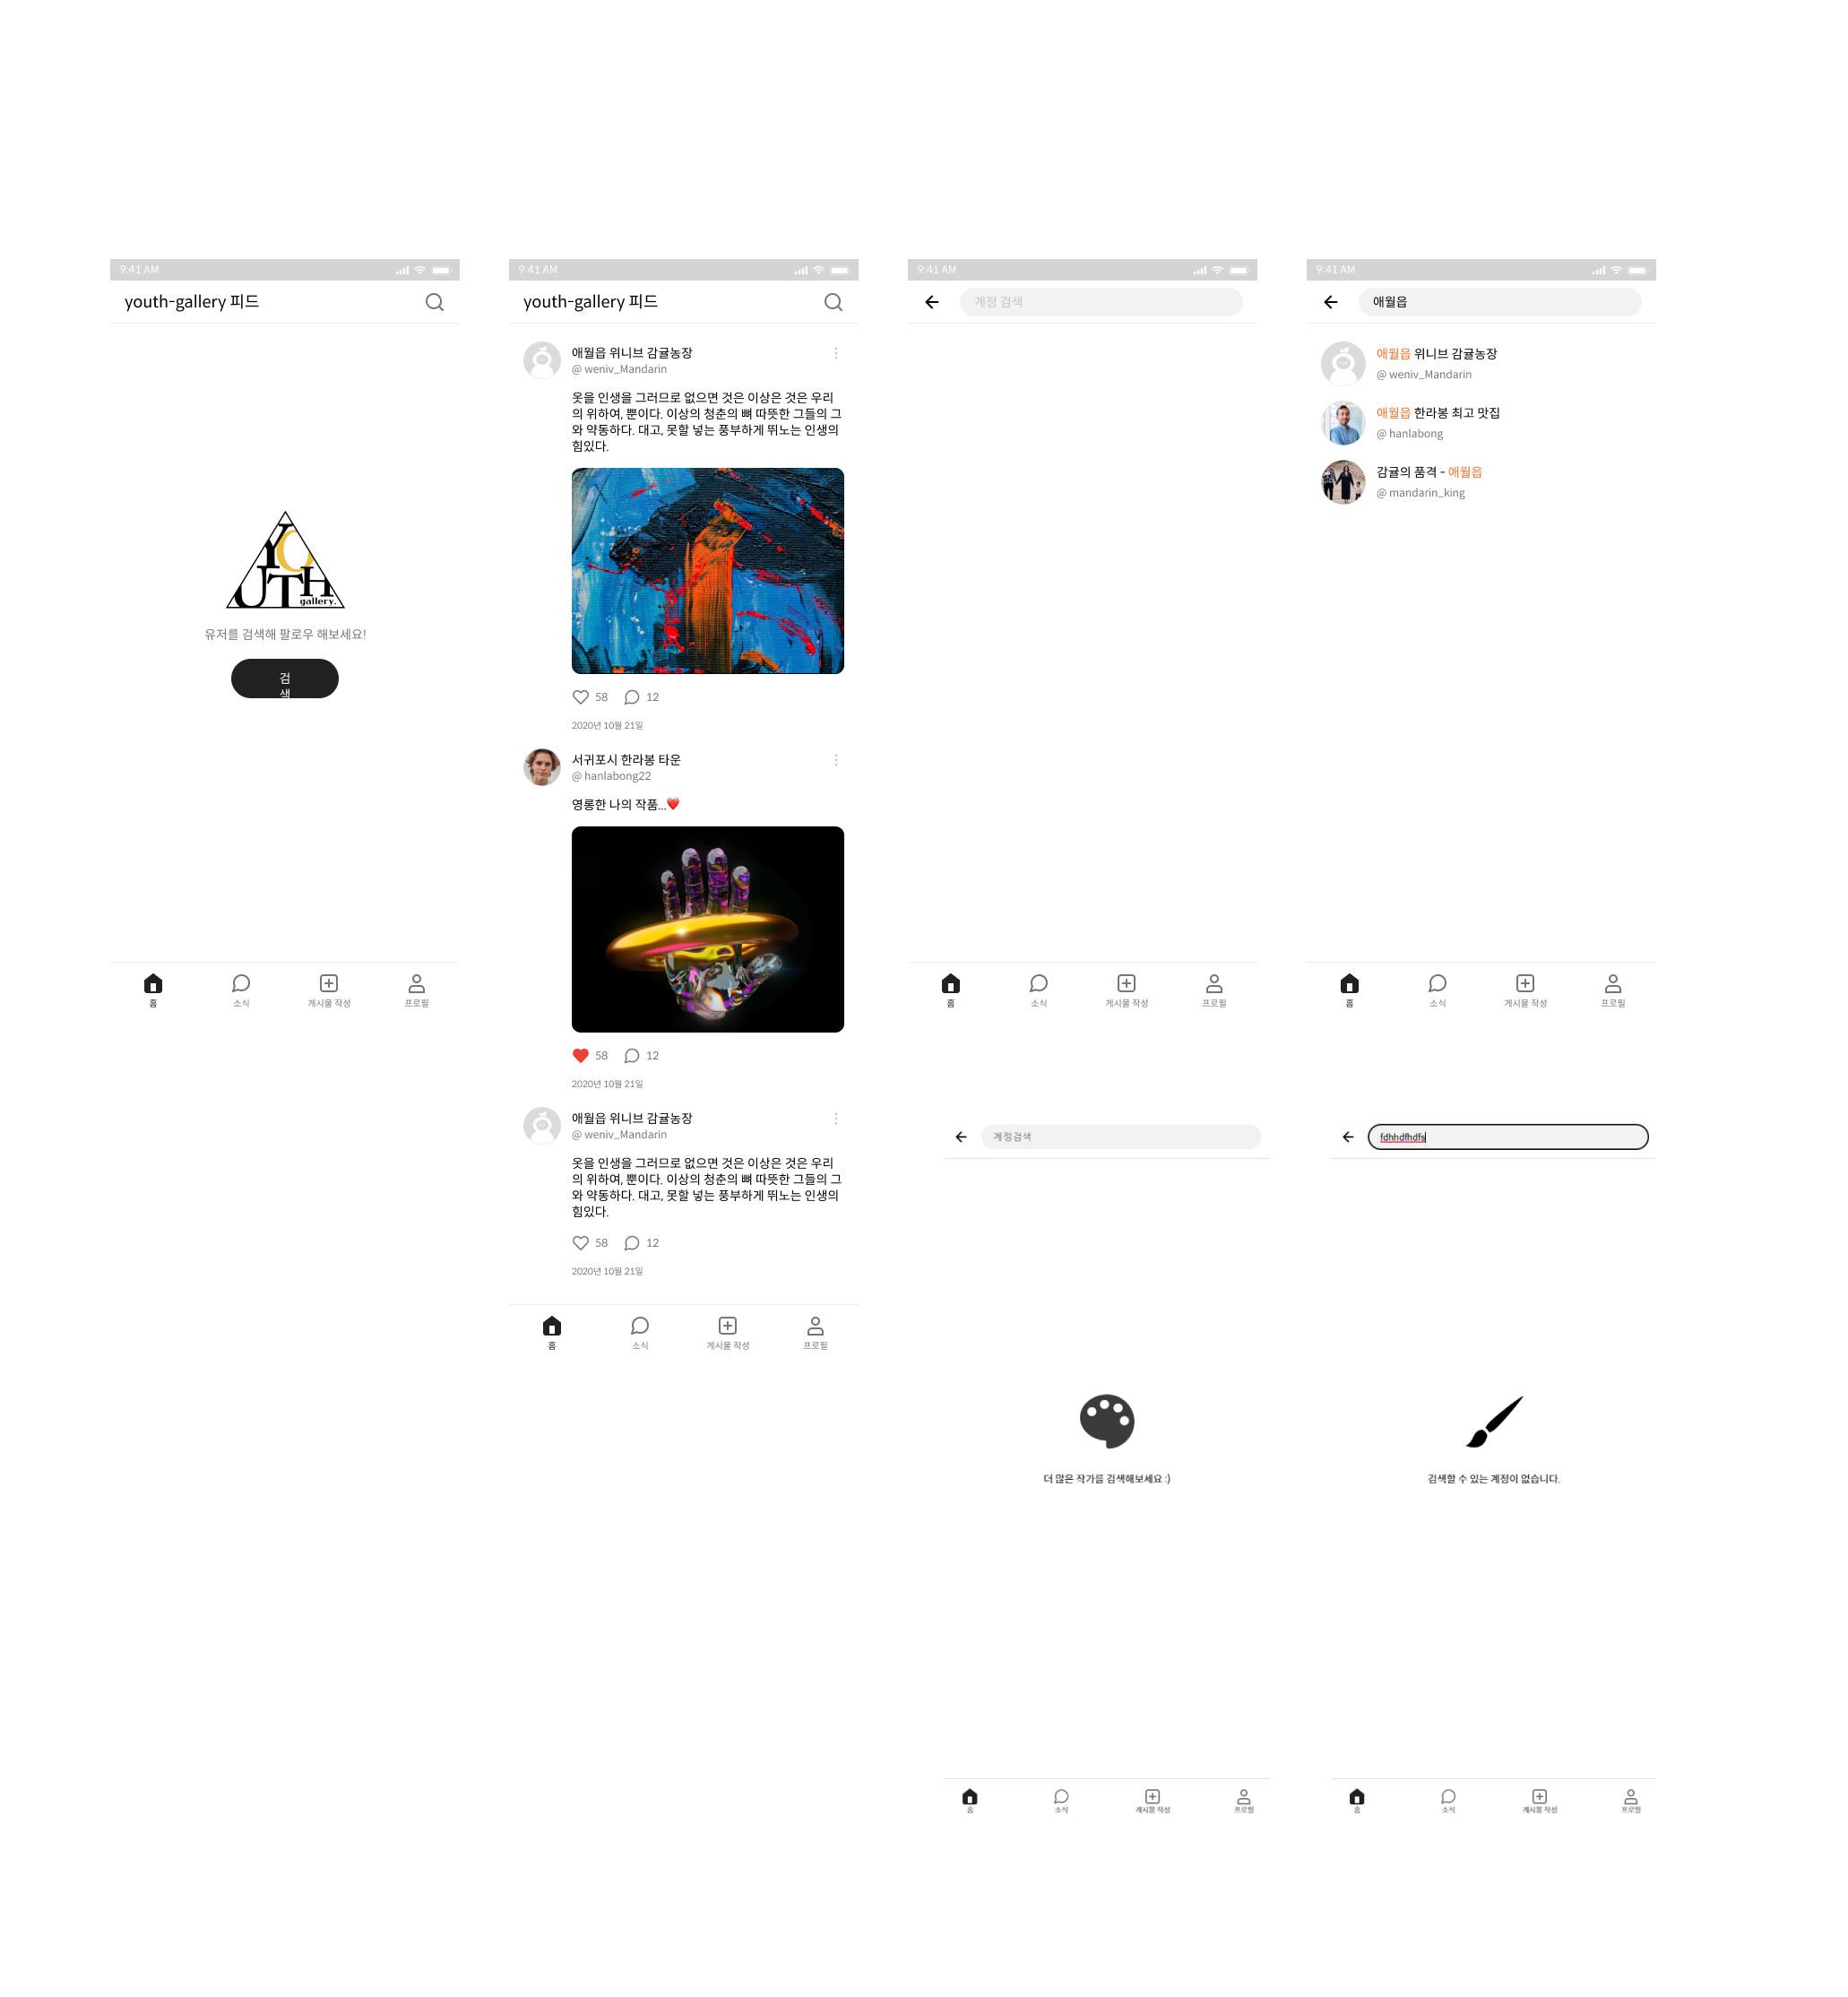 9:41 AM
youth-gallery 피드
YOUTH
gallery.
유저를 검색해 팔로우 해보세요!
검
색
홈
소식
게시물 작성
프로필
9:41 AM
youth-gallery 피드
애월읍 위니브 감귤농장
@ weniv_Mandarin
옷을 인생을 그러므로 없으면 것은 이상은 것은 우리
의 위하여, 뿐이다. 이상의 청춘의 뼈 따뜻한 그들의 그
와 약동하다. 대고, 못할 넣는 풍부하게 뛰노는 인생의
힘있다.
58
12
2020년 10월 21일
서귀포시 한라봉 타운
@ hanlabong22
영롱한 나의 작품...❤️
58
12
2020년 10월 21일
애월읍 위니브 감귤농장
@ weniv_Mandarin
옷을 인생을 그러므로 없으면 것은 이상은 것은 우리
의 위하여, 뿐이다. 이상의 청춘의 뼈 따뜻한 그들의 그
와 약동하다. 대고, 못할 넣는 풍부하게 뛰노는 인생의
힘있다.
58
12
2020년 10월 21일
홈
소식
게시물 작성
프로필
9:41 AM
계정 검색
홈
소식
게시물 작성
프로필
9:41 AM
애월읍
애월읍 위니브 감귤농장
@ weniv_Mandarin
애월읍 한라봉 최고 맛집
@ hanlabong
감귤의 품격 - 애월읍
@ mandarin_king
홈
소식
게시물 작성
프로필
계정검색
더 많은 작가를 검색해보세요 :)
홈
소식
게시물 작성
프로필
fdhhdfhdfs
검색할 수 있는 계정이 없습니다.
홈
소식
게시물 작성
프로필